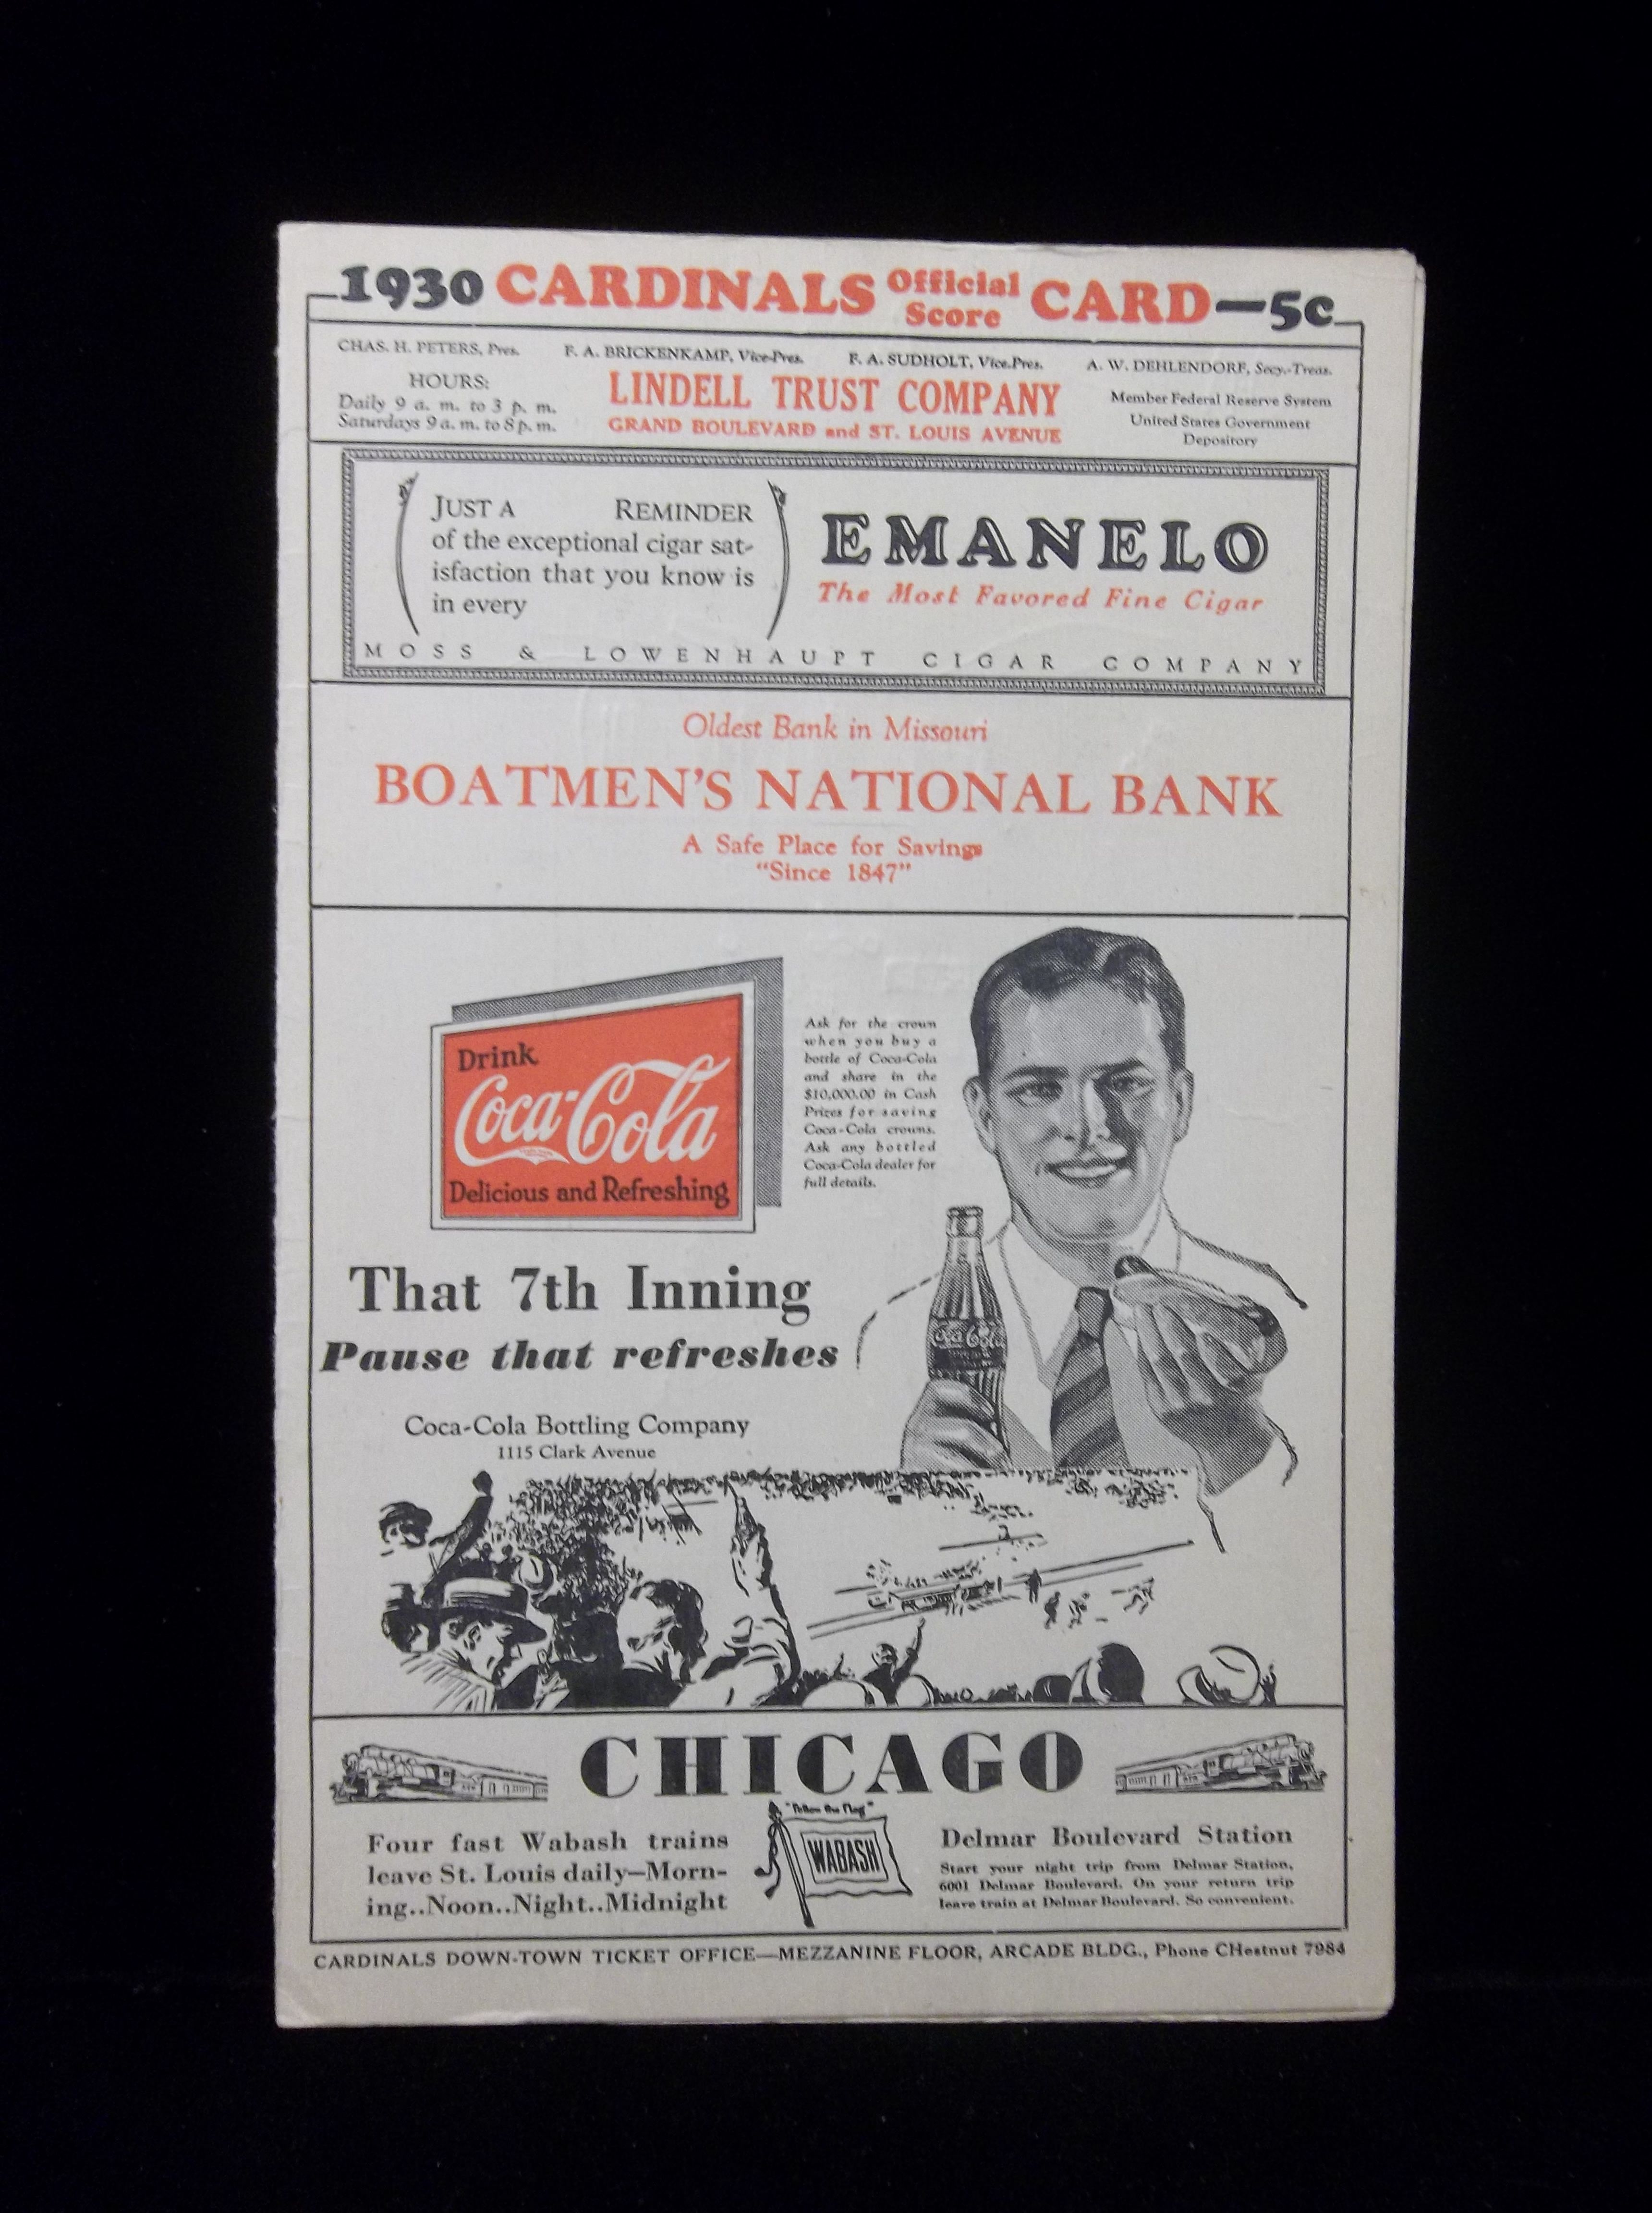 1930 CARDINALS Official Score CARD—5c
CHAS. H. PETERS, Pres. F. A. BRICKENKAMP, Vice-Pres. F. A. SUDHOLT, Vice.Pres. A. W. DEHLENDORF, Secy.-Treas.
HOURS:
Daily 9 a. m. to 3 p. m.
Saturdays 9 a. m. to 8 p. m.
LINDELL TRUST COMPANY
GRAND BOULEVARD and ST. LOUIS AVENUE
Member Federal Reserve System
United States Government
Depository
JUST A REMINDER
of the exceptional cigar sat-
isfaction that you know is
in every
EMANELO
The Most Favored Fine Cigar
MOSS & LOWENHAUPT CIGAR COMPANY
Oldest Bank in Missouri
BOATMEN'S NATIONAL BANK
A Safe Place for Savings
"Since 1847"
Drink
Coca-Cola
Delicious and Refreshing
Ask for the crown
when you buy a
bottle of Coca-Cola
and share in the
$10,000.00 in Cash
Prizes for saving
Coca-Cola crowns.
Ask any bottled
Coca-Cola dealer for
full details.
Coca-Cola
That 7th Inning
Pause that refreshes
Coca-Cola Bottling Company
1115 Clark Avenue
CHICAGO
Four fast Wabash trains
leave St. Louis daily—Morn-
ing..Noon..Night..Midnight
"Follow the Flag"
WABASH
Delmar Boulevard Station
Start your night trip from Delmar Station,
6001 Delmar Boulevard. On your return trip
leave train at Delmar Boulevard. So convenient.
CARDINALS DOWN-TOWN TICKET OFFICE—MEZZANINE FLOOR, ARCADE BLDG., Phone CHestnut 7984